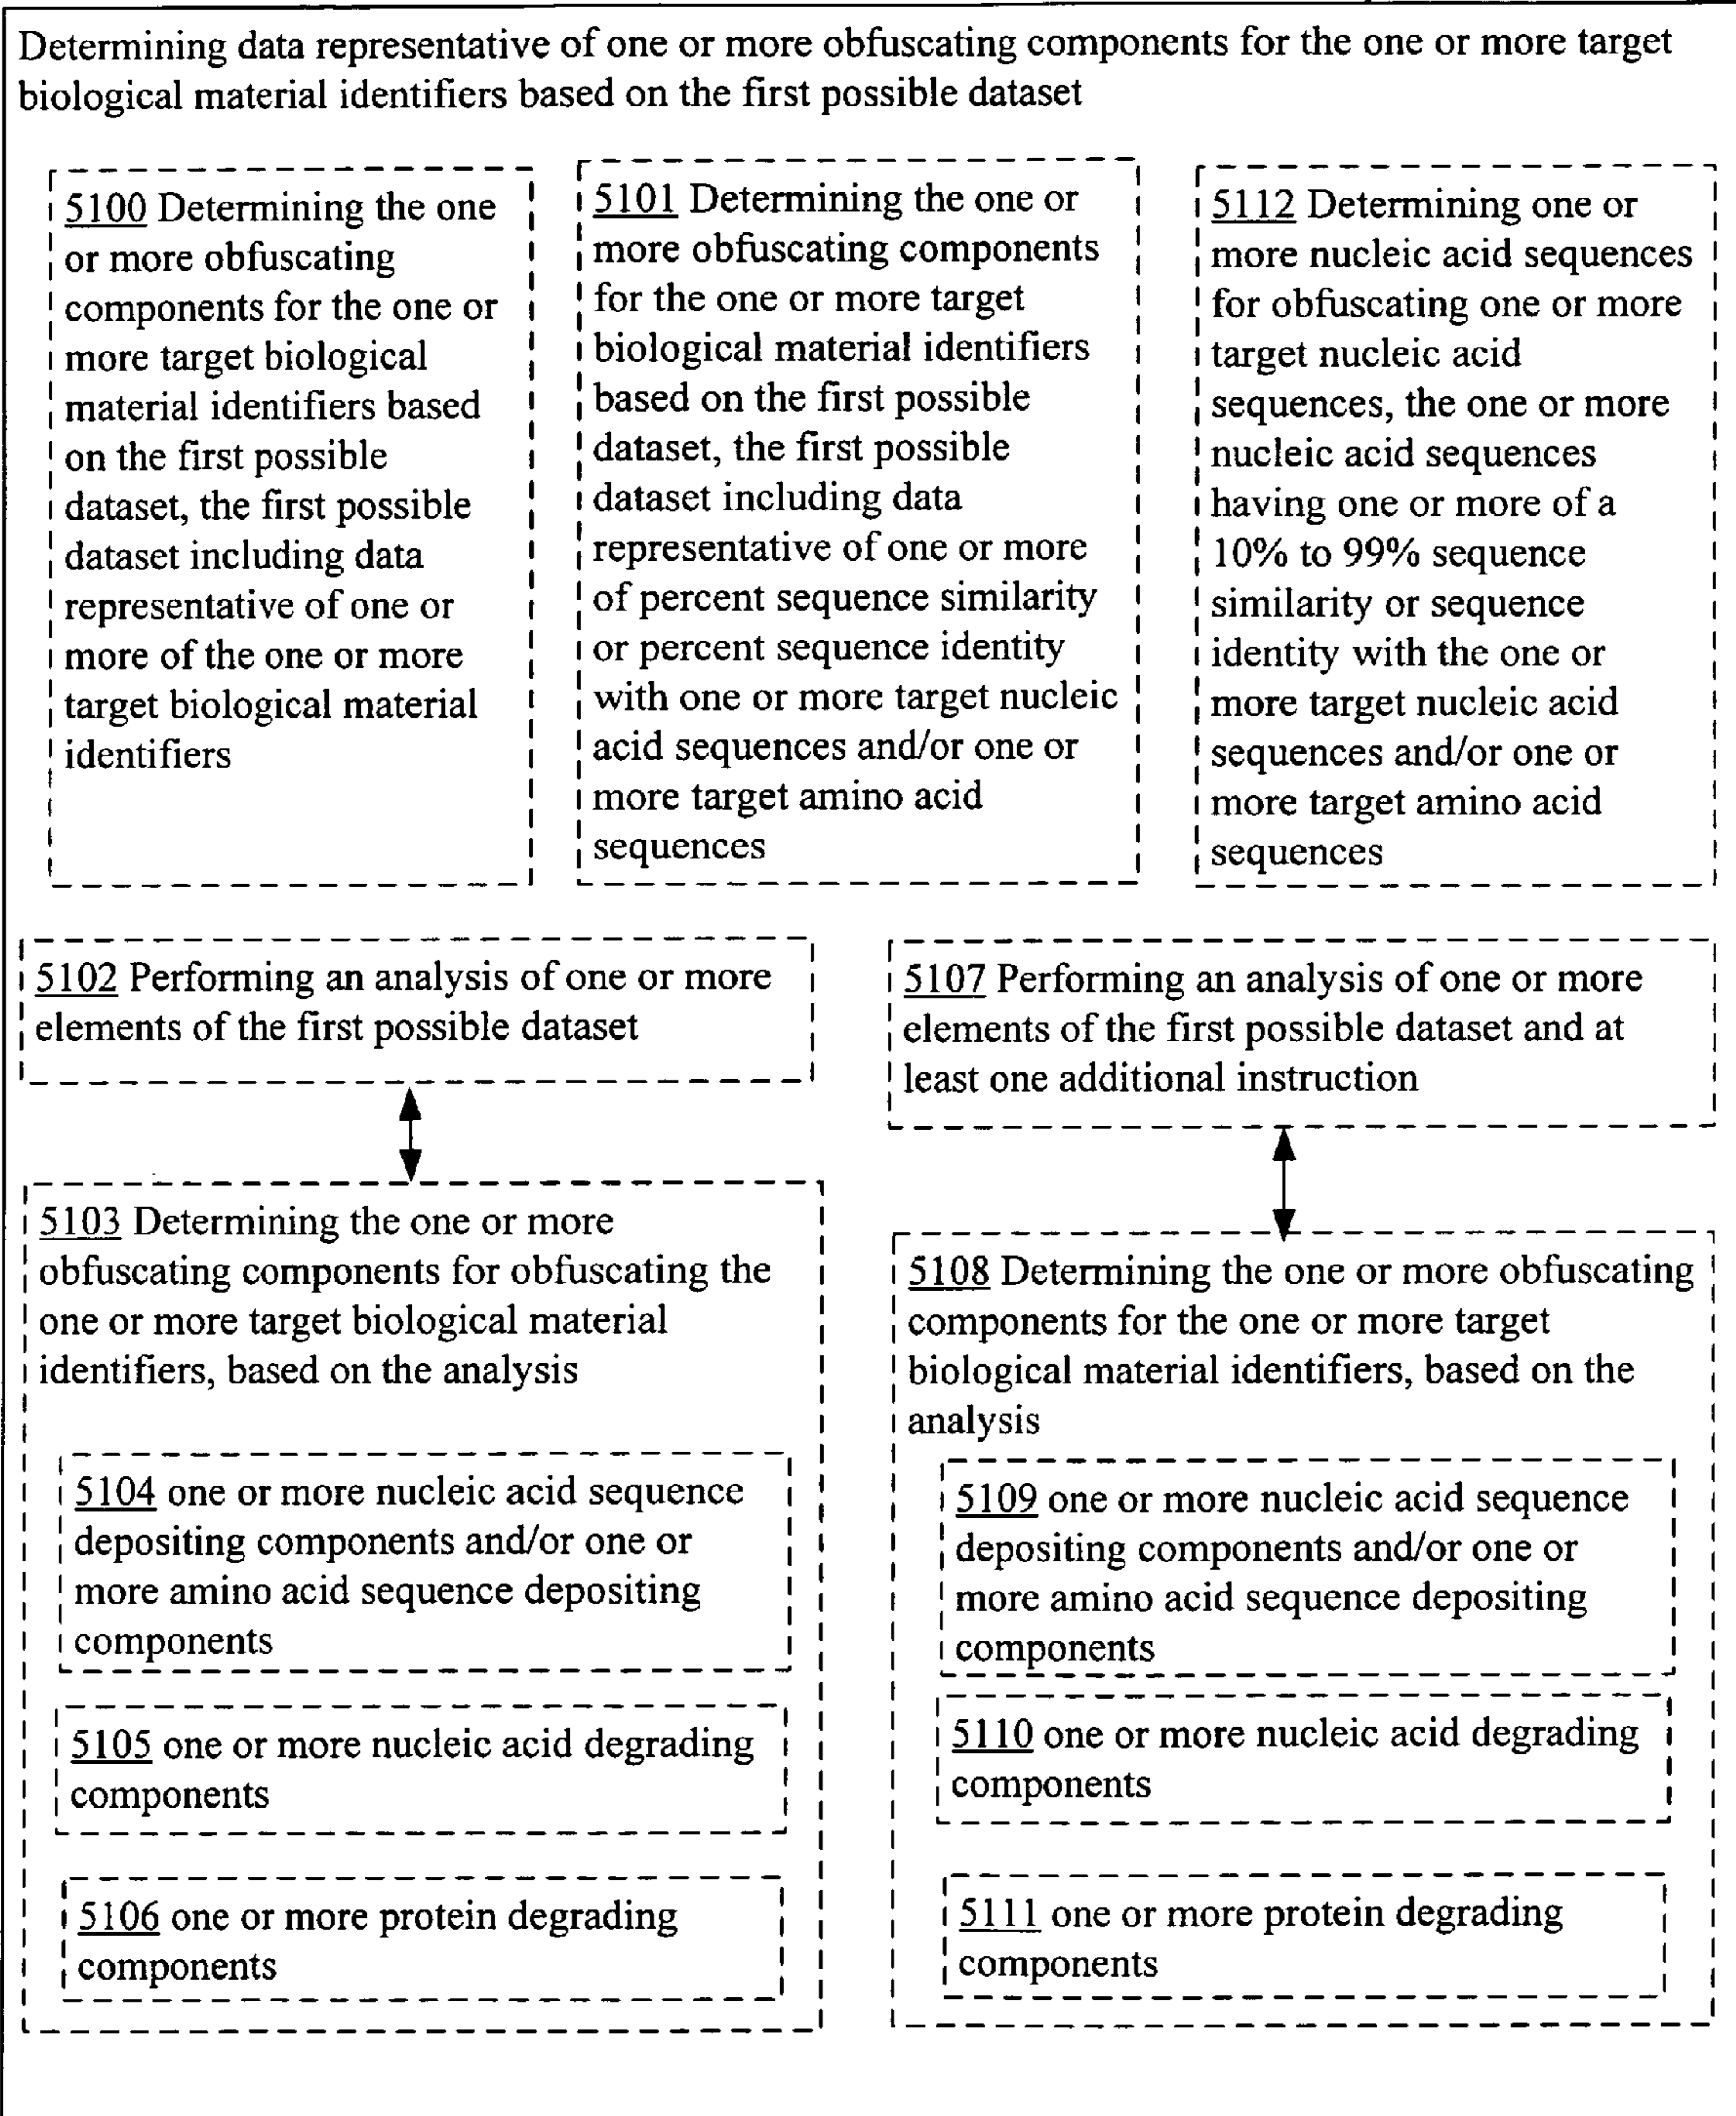 Determining data representative of one or more obfuscating components for the one or more target
biological material identifiers based on the first possible dataset
5100 Determining the one
or more obfuscating
components for the one or
more target biological
material identifiers based
on the first possible
dataset, the first possible
dataset including data
representative of one or
more of the one or more
target biological material
identifiers
5101 Determining the one or
more obfuscating components
for the one or more target
biological material identifiers
based on the first possible
dataset, the first possible
dataset including data
representative of one or more
of percent sequence similarity
or percent sequence identity
with one or more target nucleic
acid sequences and/or one or
more target amino acid
sequences
5112 Determining one or
more nucleic acid sequences
for obfuscating one or more
target nucleic acid
sequences, the one or more
nucleic acid sequences
having one or more of a
10% to 99% sequence
similarity or sequence
identity with the one or
more target nucleic acid
sequences and/or one or
more target amino acid
sequences
5102 Performing an analysis of one or more
elements of the first possible dataset
5103 Determining the one or more
obfuscating components for obfuscating the
one or more target biological material
identifiers, based on the analysis
5104 one or more nucleic acid sequence
depositing components and/or one or
more amino acid sequence depositing
components
5105 one or more nucleic acid degrading
components
5106 one or more protein degrading
components
5107 Performing an analysis of one or more
elements of the first possible dataset and at
least one additional instruction
5108 Determining the one or more obfuscating
components for the one or more target
biological material identifiers, based on the
analysis
5109 one or more nucleic acid sequence
depositing components and/or one or
more amino acid sequence depositing
components
5110 one or more nucleic acid degrading
components
5111 one or more protein degrading
components